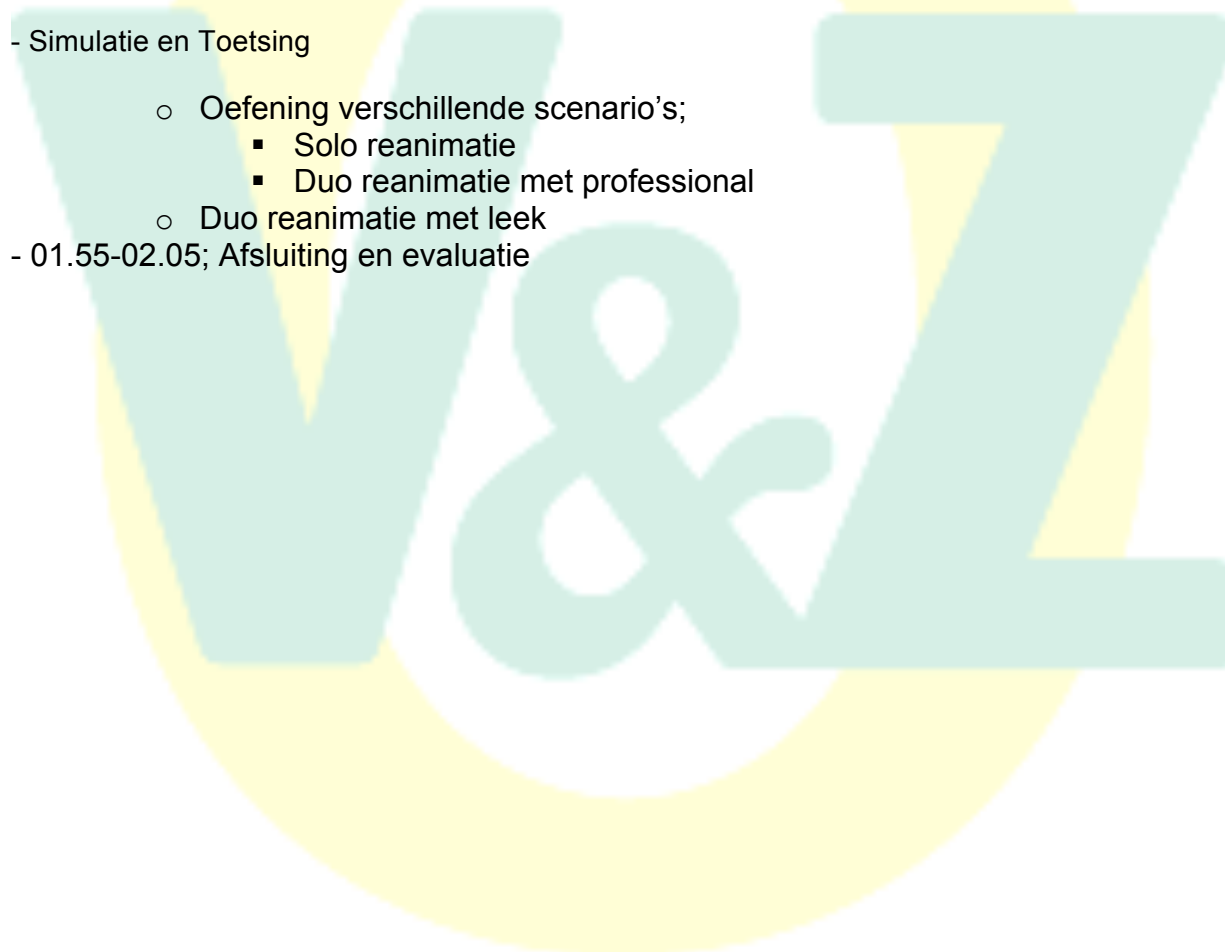 - Simulatie en Toetsing
o Oefening verschillende scenario’s;
▪ Solo reanimatie
▪ Duo reanimatie met professional
o Duo reanimatie met leek
- 01.55-02.05; Afsluiting en evaluatie
V&Z